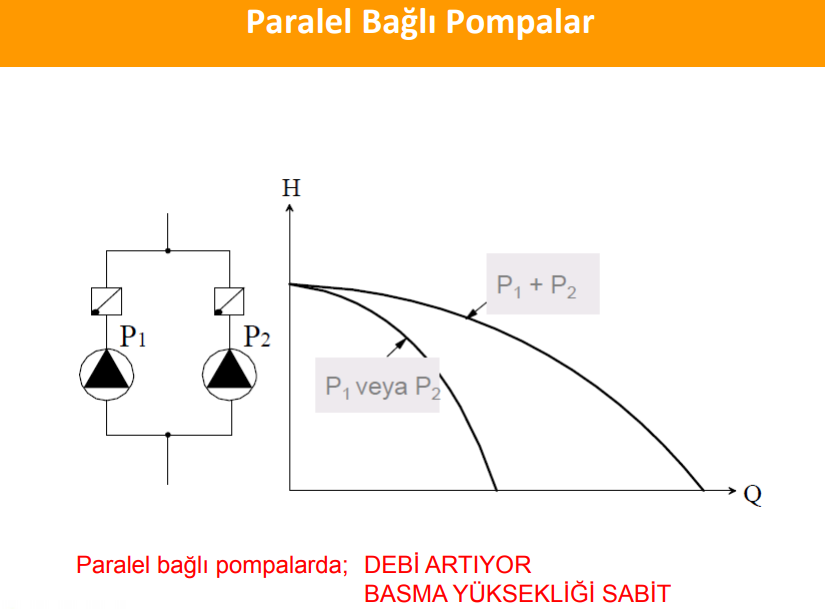 Paralel Bağlı Pompalar
H
P₁ + P₂
P1
P2
P₁ veya P₂
Q
Paralel bağlı pompalarda; DEBİ ARTIYOR
BASMA YÜKSEKLİĞİ SABİT